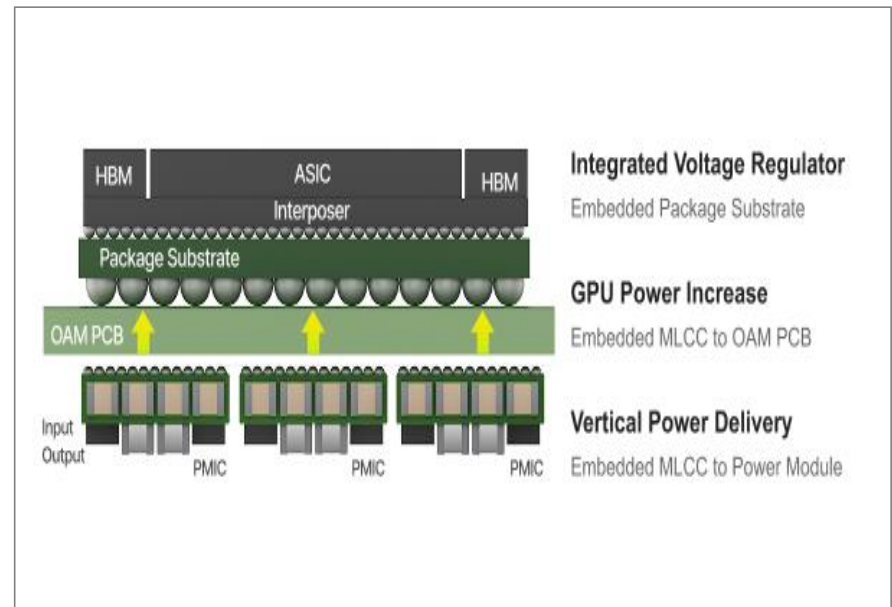 HBM
ASIC
HBM
Interposer
Package Substrate
OAM PCB
Input
Output
PMIC
PMIC
PMIC
Integrated Voltage Regulator
Embedded Package Substrate
GPU Power Increase
Embedded MLCC to OAM PCB
Vertical Power Delivery
Embedded MLCC to Power Module